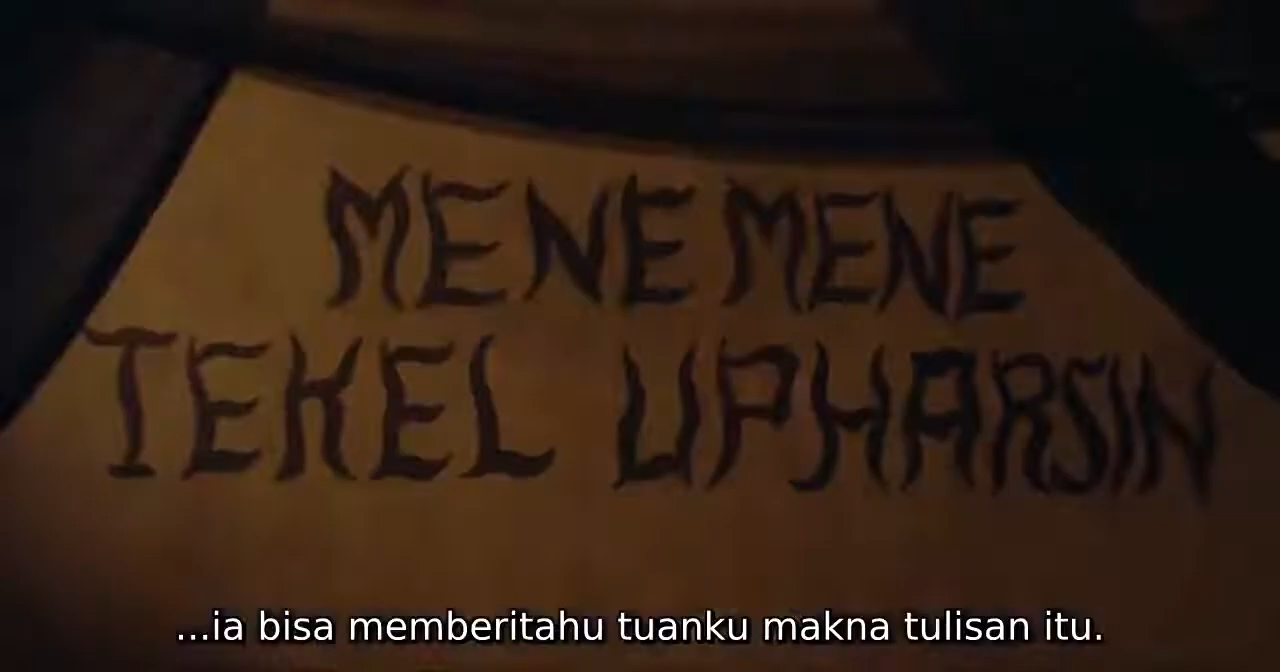 MENE MENE
TEKEL UPHARSIN
...ia bisa memberitahu tuanku makna tulisan itu.